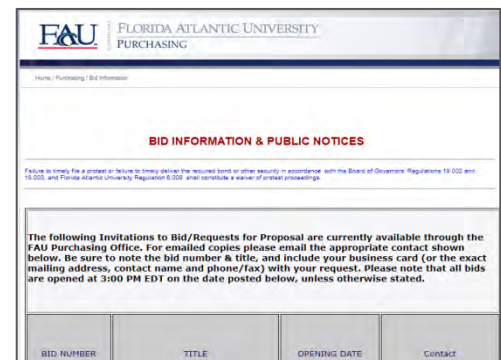 FAU
FLORIDA ATLANTIC UNIVERSITY
PURCHASING
Home / Purchasing / Bid Information
BID INFORMATION & PUBLIC NOTICES
Failure to timely file a protest or failure to timely deliver the required bond or other security in accordance with the Board of Governors' Regulations 18.002 and
18.003, and Florida Atlantic University Regulation 6.008 shall constitute a waiver of protest proceedings.
The following Invitations to Bid/Requests for Proposal are currently available through the
FAU Purchasing Office. For emailed copies please email the appropriate contact shown
below. Be sure to note the bid number & title, and include your business card (or the exact
mailing address, contact name and phone/fax) with your request. Please note that all bids
are opened at 3:00 PM EDT on the date posted below, unless otherwise stated.
BID NUMBER TITLE OPENING DATE Contact